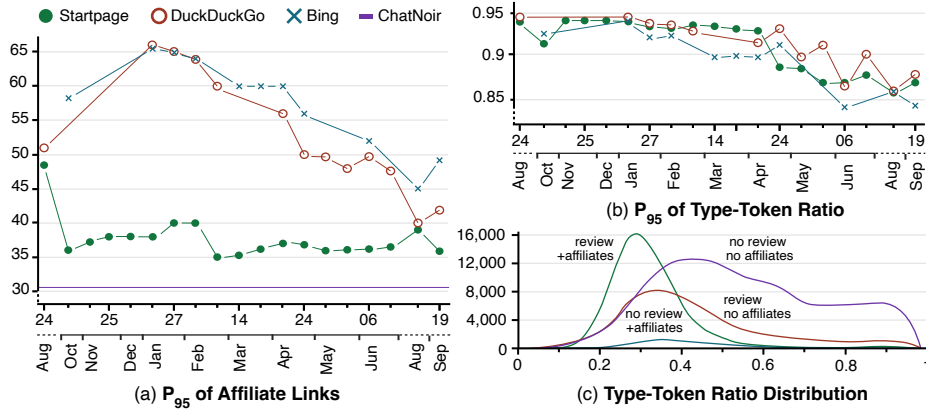 Startpage DuckDuckGo Bing ChatNoir
65
60
55
50
45
40
35
30
24 25 27 14 24 06 19
Aug Oct Nov Dec Jan Feb Mar Apr May Jun Aug Sep
(a) P95 of Affiliate Links
0.95
0.9
0.85
24 25 27 14 24 06 19
Aug Oct Nov Dec Jan Feb Mar Apr May Jun Aug Sep
(b) P95 of Type-Token Ratio
16,000
12,000
8,000
4,000
0
review
+affiliates
no review
no affiliates
no review
+affiliates
review
no affiliates
0 0.2 0.4 0.6 0.8
(c) Type-Token Ratio Distribution